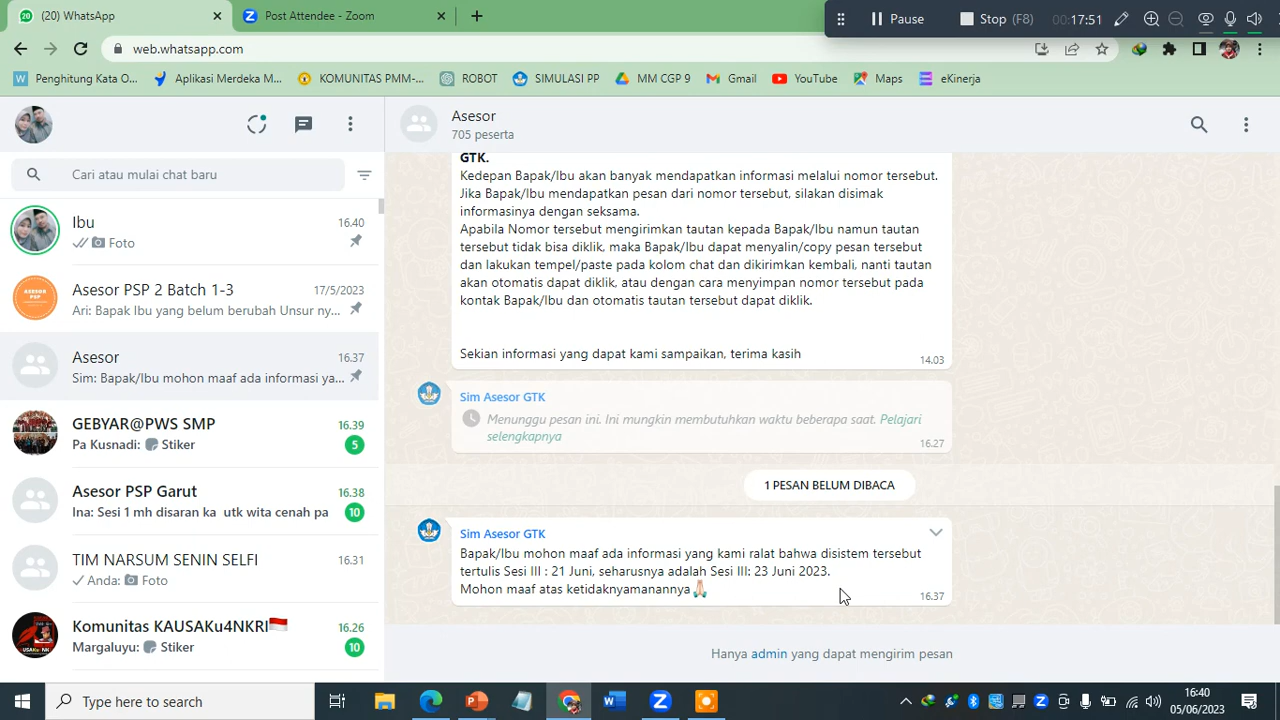 (20) WhatsApp
Post Attendee - Zoom
Pause
Stop (F8)
00:17:51
web.whatsapp.com
Penghitung Kata O...
Aplikasi Merdeka M...
KOMUNITAS PMM-...
ROBOT
SIMULASI PP
MM CGP 9
Gmail
YouTube
Maps
eKinerja
Cari atau mulai chat baru
Ibu
16.40
Foto
Asesor PSP 2 Batch 1-3
17/5/2023
Ari: Bapak Ibu yang belum berubah Unsur ny...
Asesor
16.37
Sim: Bapak/Ibu mohon maaf ada informasi ya...
GEBYAR@PWS SMP
16.39
Pa Kusnadi: Stiker
5
Asesor PSP Garut
16.38
Ina: Sesi 1 mh disaran ka utk wita cenah pa
10
TIM NARSUM SENIN SELFI
16.31
Anda: Foto
Komunitas KAUSAKu4NKRI
16.26
Margaluyu: Stiker
10
Asesor
705 peserta
GTK.
Kedepan Bapak/Ibu akan banyak mendapatkan informasi melalui nomor tersebut.
Jika Bapak/Ibu mendapatkan pesan dari nomor tersebut, silakan disimak
informasinya dengan seksama.
Apabila Nomor tersebut mengirimkan tautan kepada Bapak/Ibu namun tautan
tersebut tidak bisa diklik, maka Bapak/Ibu dapat menyalin/copy pesan tersebut
dan lakukan tempel/paste pada kolom chat dan dikirimkan kembali, nanti tautan
akan otomatis dapat diklik, atau dengan cara menyimpan nomor tersebut pada
kontak Bapak/Ibu dan otomatis tautan tersebut dapat diklik.
Sekian informasi yang dapat kami sampaikan, terima kasih
14.03
Sim Asesor GTK
Menunggu pesan ini. Ini mungkin membutuhkan waktu beberapa saat. Pelajari
selengkapnya
16.27
1 PESAN BELUM DIBACA
Sim Asesor GTK
Bapak/Ibu mohon maaf ada informasi yang kami ralat bahwa disistem tersebut
tertulis Sesi III : 21 Juni, seharusnya adalah Sesi III: 23 Juni 2023.
Mohon maaf atas ketidaknyamanannya🙏🏻
16.37
Hanya admin yang dapat mengirim pesan
Type here to search
16:40
05/06/2023